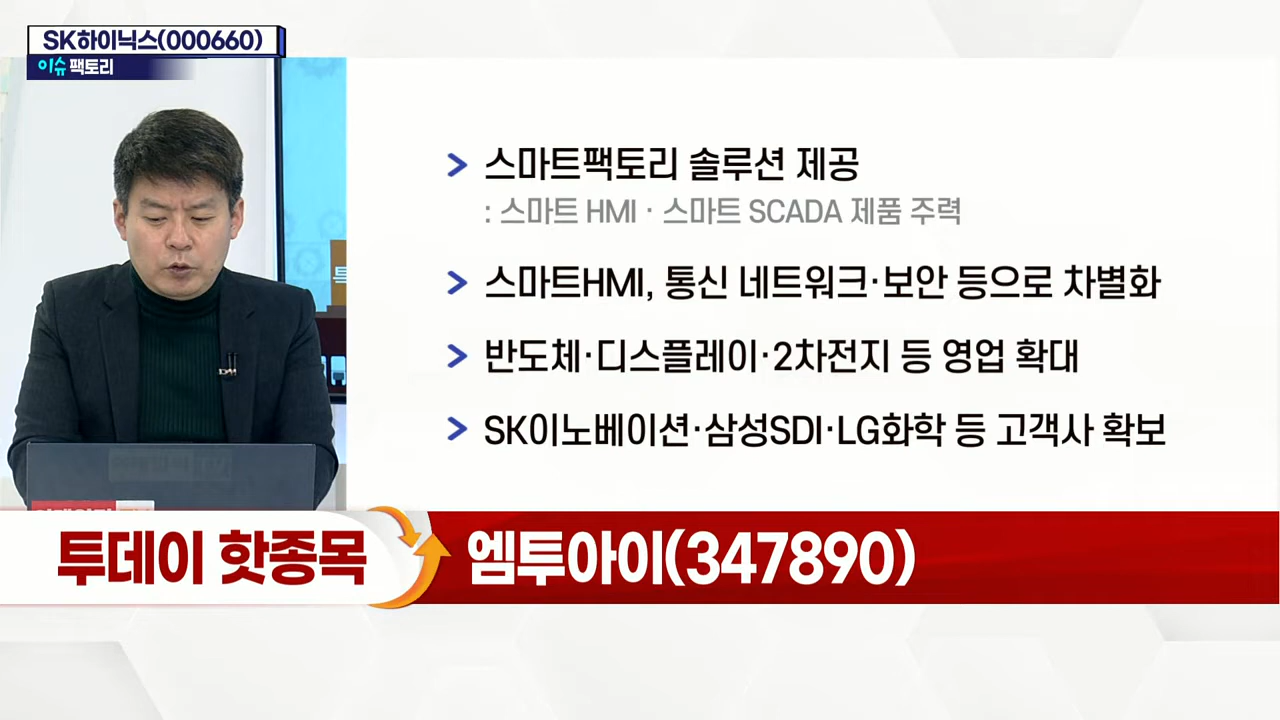 SK하이닉스(000660)
이슈 팩토리
> 스마트팩토리 솔루션 제공
: 스마트 HMI · 스마트 SCADA 제품 주력
> 스마트HMI, 통신 네트워크·보안 등으로 차별화
> 반도체·디스플레이·2차전지 등 영업 확대
> SK이노베이션·삼성SDI·LG화학 등 고객사 확보
투데이 핫종목
엠투아이(347890)